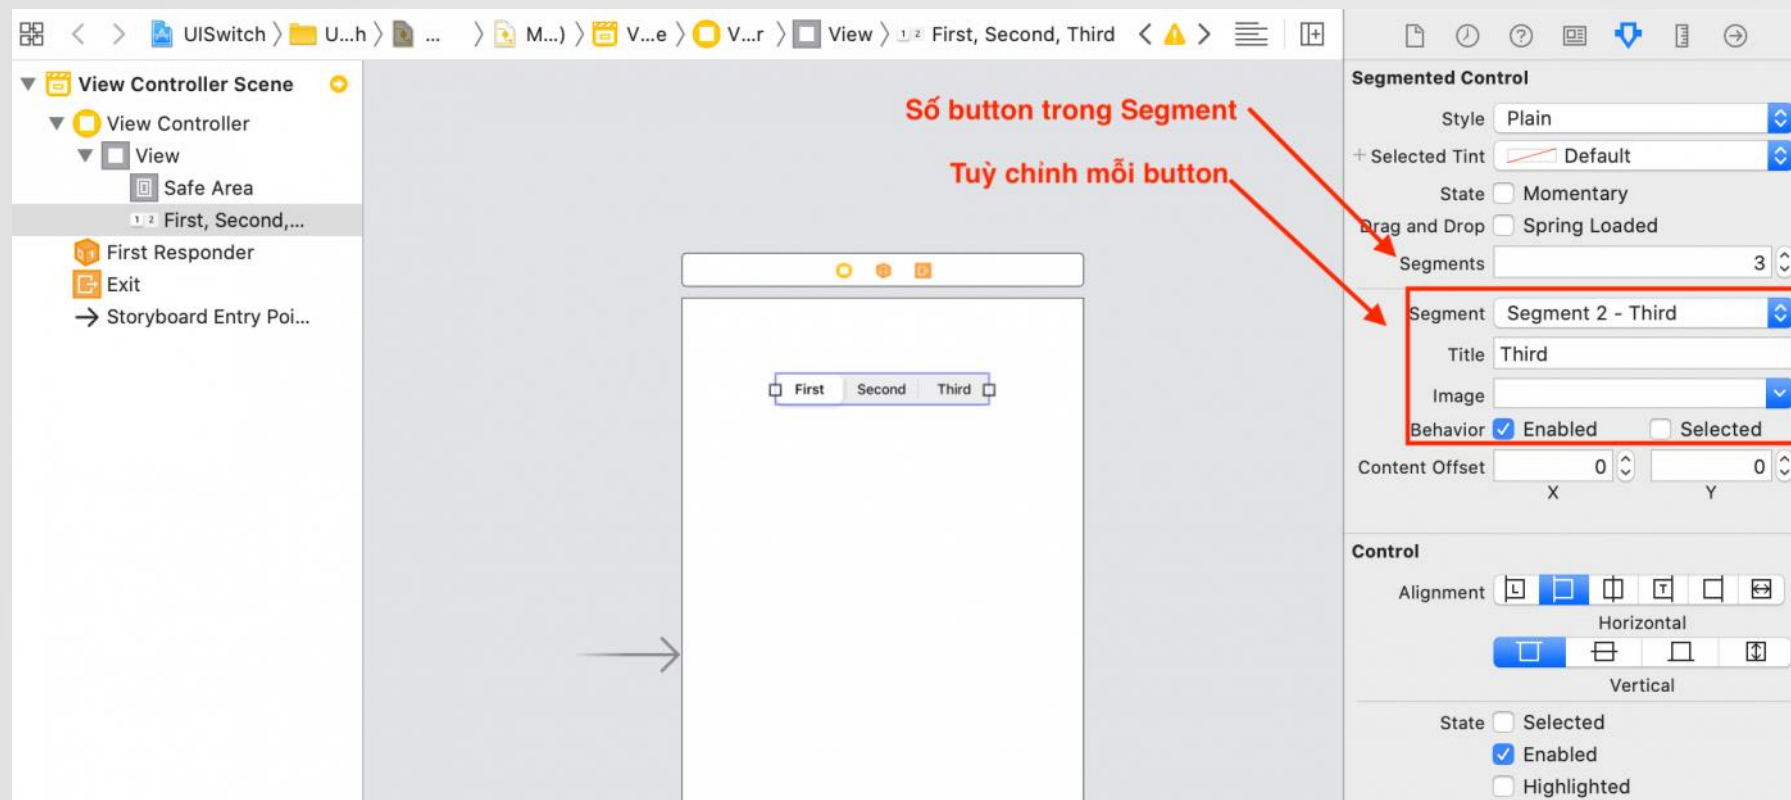 UISwitch U...h ... M...) V...e V...r View First, Second, Third
View Controller Scene
View Controller
View
Safe Area
1 2 First, Second,...
First Responder
Exit
Storyboard Entry Poi...
Số button trong Segment
Tuỳ chỉnh mỗi button
First Second Third
Segmented Control
Style Plain
+ Selected Tint Default
State Momentary
Drag and Drop Spring Loaded
Segments 3
Segment Segment 2 - Third
Title Third
Image
Behavior Enabled Selected
Content Offset 0 0
X Y
Control
Alignment
Horizontal
Vertical
State Selected
Enabled
Highlighted